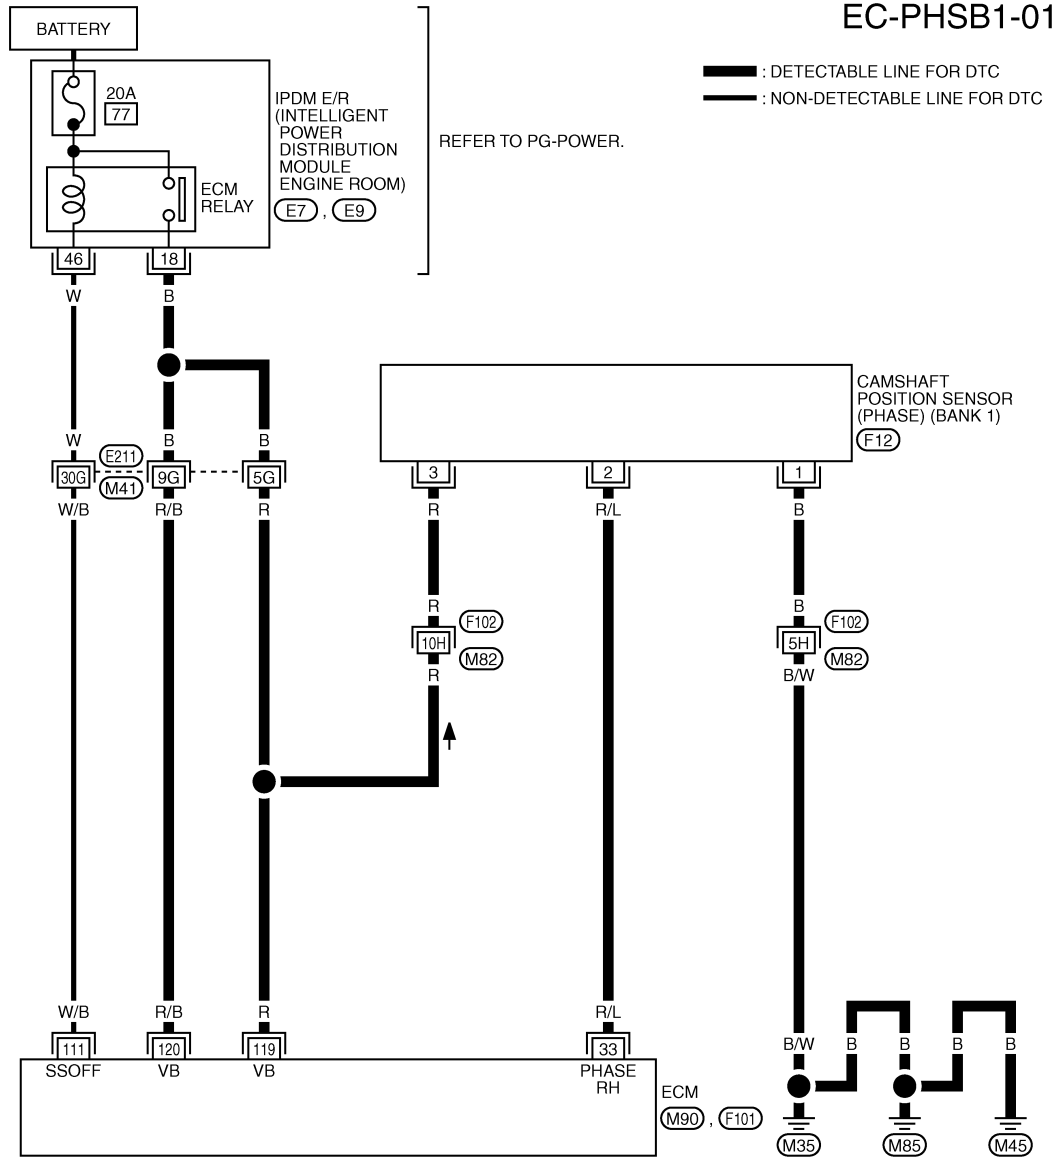 EC-PHSB1-01
BATTERY
: DETECTABLE LINE FOR DTC
: NON-DETECTABLE LINE FOR DTC
20A
77
IPDM E/R
(INTELLIGENT
POWER
DISTRIBUTION
MODULE
ENGINE ROOM)
E7 , E9
REFER TO PG-POWER.
ECM
RELAY
46 18
W B
CAMSHAFT
POSITION SENSOR
(PHASE) (BANK 1)
F12
W B B
E211
30G 9G 5G
M41
3 2 1
W/B R/B R R R/L B
R B
F102 F102
10H 5H
M82 M82
R B/W
W/B R/B R R/L
B/W B B B B
111 120 119 33
SSOFF VB VB PHASE
RH
ECM
M90 , F101
M35 M85 M45